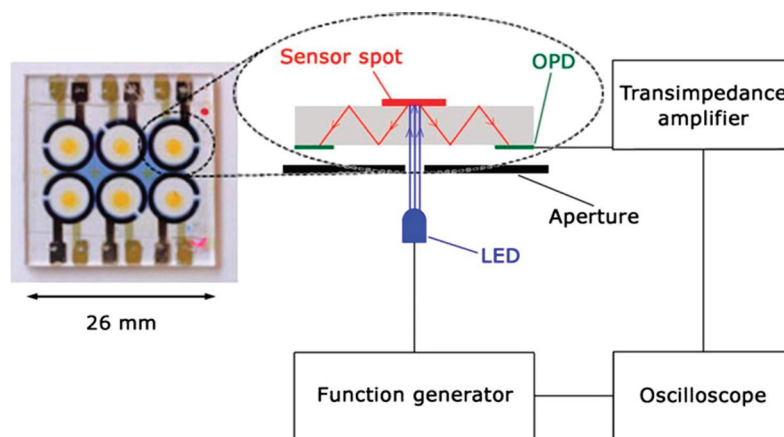 Sensor spot
OPD
Transimpedance
amplifier
Aperture
LED
26 mm
Function generator
Oscilloscope